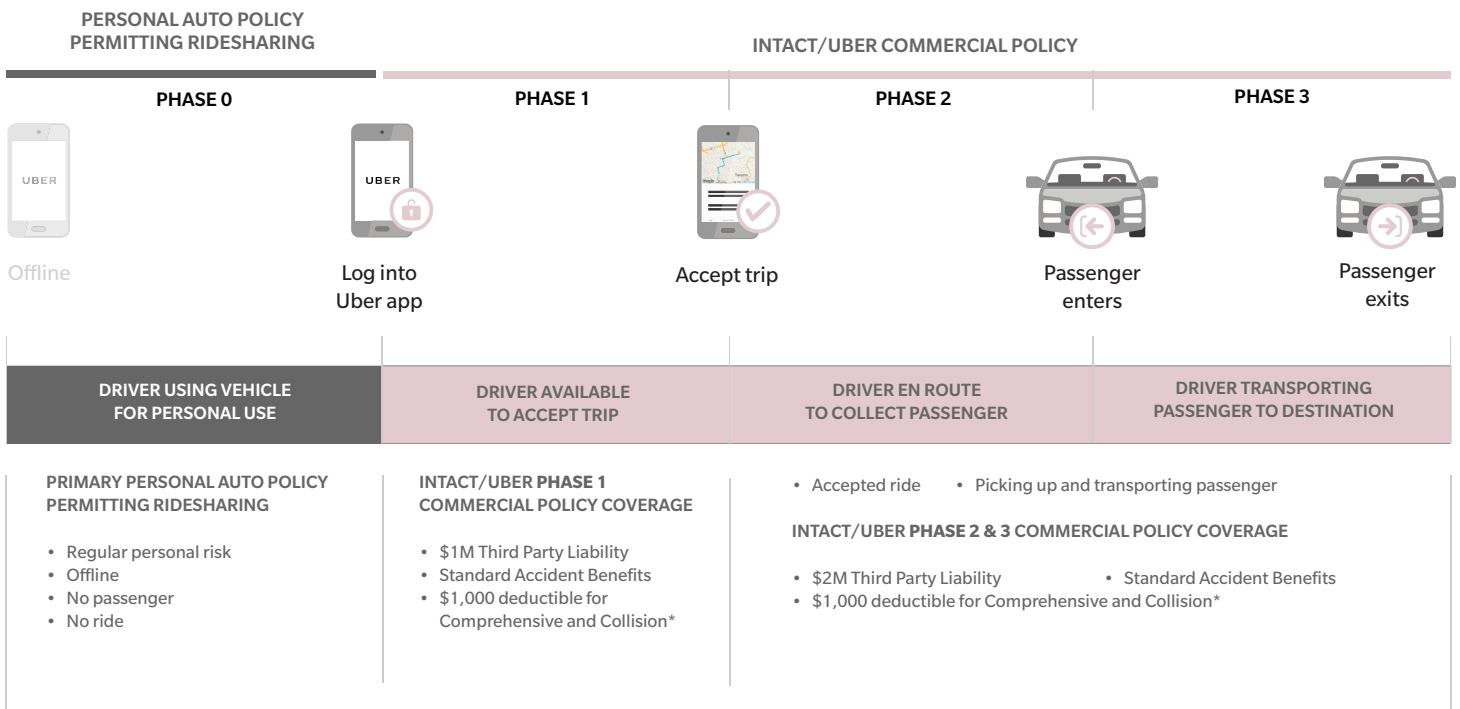 PERSONAL AUTO POLICY
PERMITTING RIDESHARING
INTACT/UBER COMMERCIAL POLICY
PHASE 0
PHASE 1
PHASE 2
PHASE 3
UBER
UBER
Offline
Log into
Uber app
Accept trip
Passenger
enters
Passenger
exits
DRIVER USING VEHICLE
FOR PERSONAL USE
DRIVER AVAILABLE
TO ACCEPT TRIP
DRIVER EN ROUTE
TO COLLECT PASSENGER
DRIVER TRANSPORTING
PASSENGER TO DESTINATION
PRIMARY PERSONAL AUTO POLICY
PERMITTING RIDESHARING
• Regular personal risk
• Offline
• No passenger
• No ride
INTACT/UBER PHASE 1
COMMERCIAL POLICY COVERAGE
• $1M Third Party Liability
• Standard Accident Benefits
• $1,000 deductible for
Comprehensive and Collision*
• Accepted ride • Picking up and transporting passenger
INTACT/UBER PHASE 2 & 3 COMMERCIAL POLICY COVERAGE
• $2M Third Party Liability • Standard Accident Benefits
• $1,000 deductible for Comprehensive and Collision*